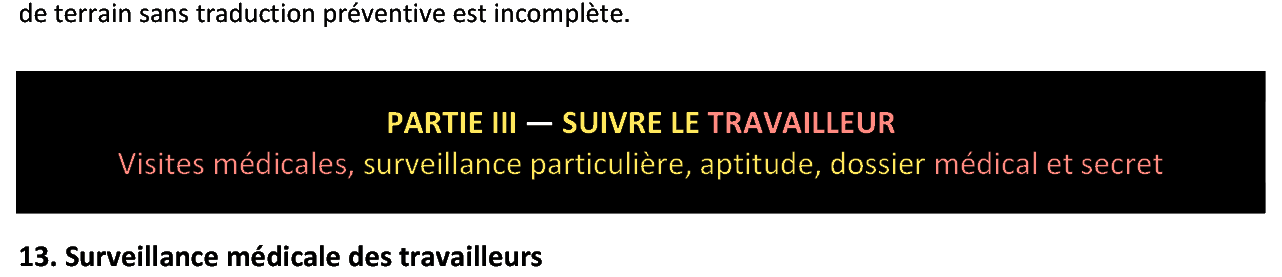 de terrain sans traduction préventive est incomplète.
PARTIE III — SUIVRE LE TRAVAILLEUR
Visites médicales, surveillance particulière, aptitude, dossier médical et secret
13. Surveillance médicale des travailleurs